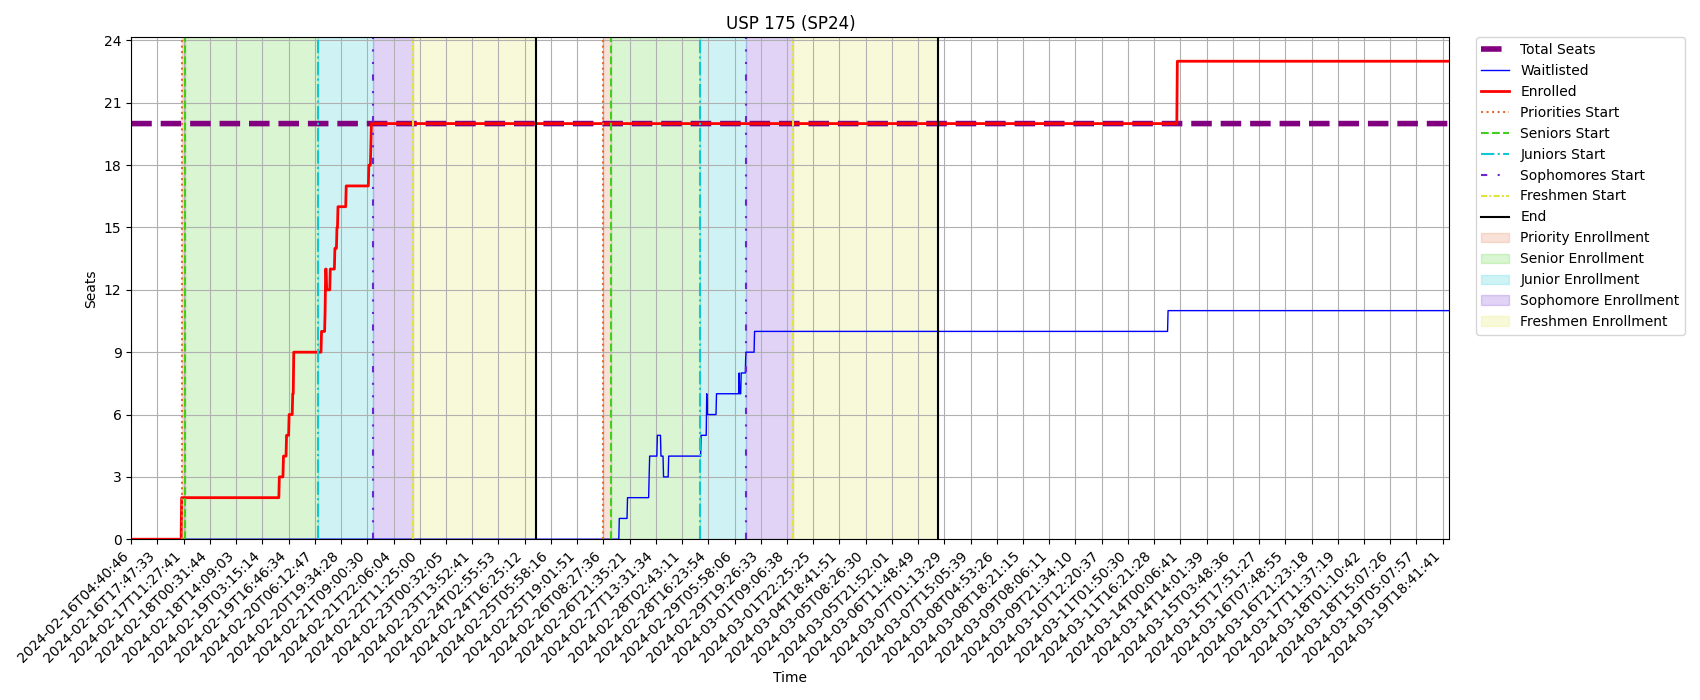 USP 175 (SP24)
24
21
18
15
12
9
6
3
0
Seats
2024-02-16T04:40:46
2024-02-16T17:47:33
2024-02-17T11:27:41
2024-02-18T00:31:44
2024-02-18T14:09:03
2024-02-19T03:15:14
2024-02-19T16:46:34
2024-02-20T06:12:47
2024-02-20T19:34:28
2024-02-21T09:00:30
2024-02-21T22:06:04
2024-02-22T11:25:00
2024-02-23T00:32:05
2024-02-23T13:52:41
2024-02-24T02:55:53
2024-02-24T16:25:12
2024-02-25T05:58:16
2024-02-25T19:01:51
2024-02-26T08:27:36
2024-02-26T21:35:21
2024-02-27T13:31:34
2024-02-28T02:43:11
2024-02-28T16:23:54
2024-02-29T05:58:06
2024-02-29T19:26:33
2024-03-01T09:06:38
2024-03-01T22:25:25
2024-03-04T18:41:51
2024-03-05T08:26:30
2024-03-05T21:52:01
2024-03-06T11:48:49
2024-03-07T01:13:29
2024-03-07T15:05:39
2024-03-08T04:53:26
2024-03-08T18:21:15
2024-03-09T08:06:11
2024-03-09T21:34:10
2024-03-10T12:20:37
2024-03-11T01:50:30
2024-03-11T16:21:28
2024-03-14T00:06:41
2024-03-14T14:01:39
2024-03-15T03:48:36
2024-03-15T17:51:27
2024-03-16T07:48:55
2024-03-16T21:23:18
2024-03-17T11:37:19
2024-03-18T01:10:42
2024-03-18T15:07:26
2024-03-19T05:07:57
2024-03-19T18:41:41
Time
Total Seats
Waitlisted
Enrolled
Priorities Start
Seniors Start
Juniors Start
Sophomores Start
Freshmen Start
End
Priority Enrollment
Senior Enrollment
Junior Enrollment
Sophomore Enrollment
Freshmen Enrollment